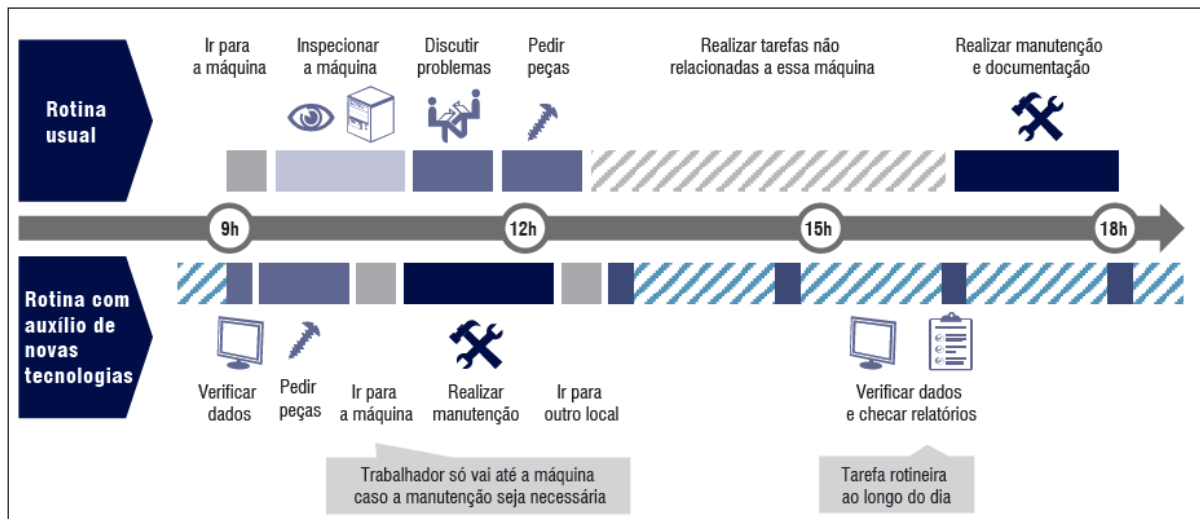 Ir para
a máquina
Inspecionar
a máquina
Discutir
problemas
Pedir
peças
Realizar tarefas não
relacionadas a essa máquina
Realizar manutenção
e documentação
Rotina
usual
9h
12h
15h
18h
Rotina com
auxílio de
novas
tecnologias
Verificar
dados
Pedir
peças
Ir para
a máquina
Realizar
manutenção
Ir para
outro local
Verificar dados
e checar relatórios
Trabalhador só vai até a máquina
caso a manutenção seja necessária
Tarefa rotineira
ao longo do dia